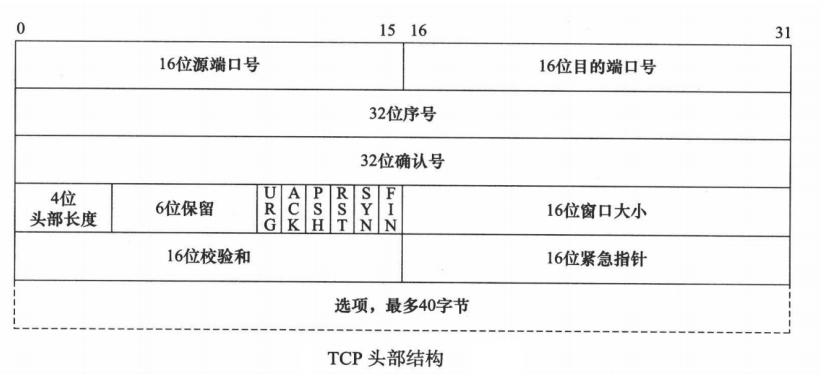 0 15 16 31
16位源端口号 16位目的端口号
32位序号
32位确认号
4位
头部长度 6位保留 URG ACK PSH RST SYN FIN 16位窗口大小
16位校验和 16位紧急指针
选项，最多40字节
TCP 头部结构